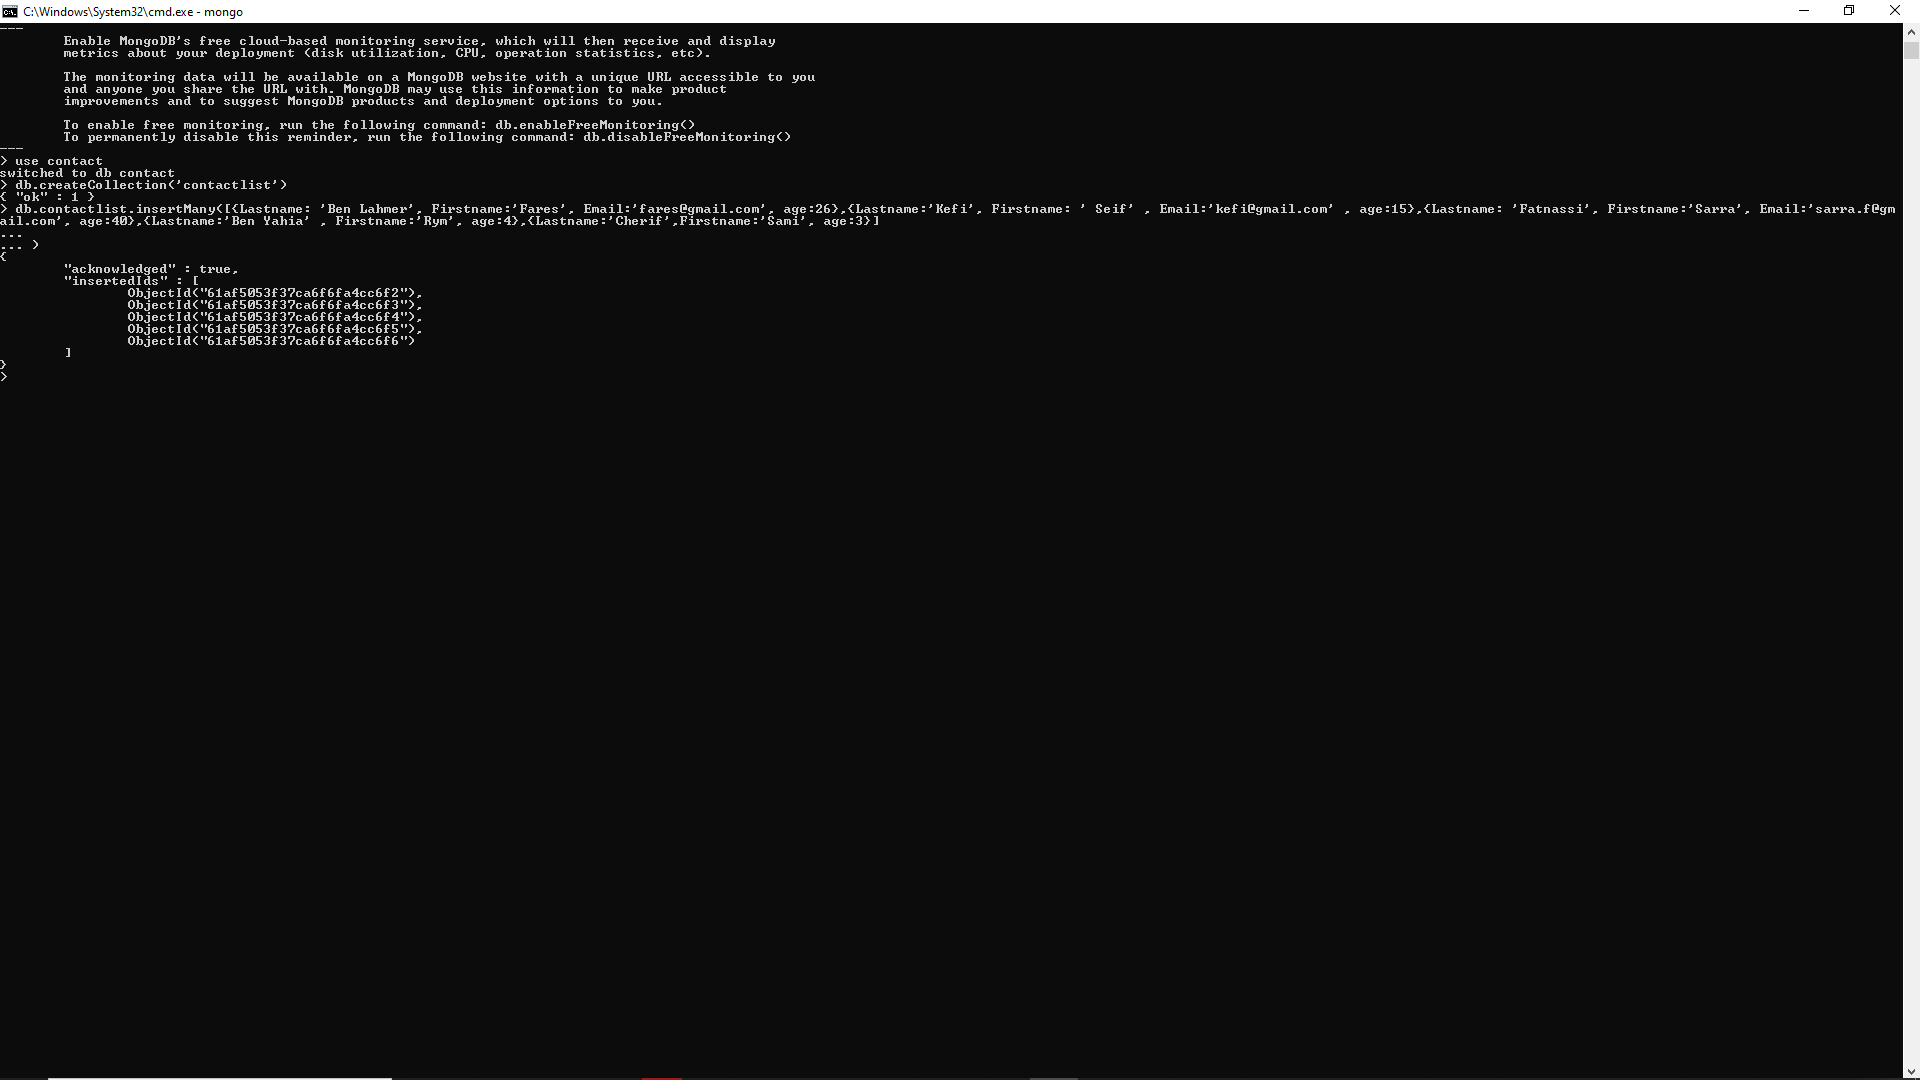 C:\Windows\System32\cmd.exe - mongo
---
Enable MongoDB's free cloud-based monitoring service, which will then receive and display
metrics about your deployment (disk utilization, CPU, operation statistics, etc).
The monitoring data will be available on a MongoDB website with a unique URL accessible to you
and anyone you share the URL with. MongoDB may use this information to make product
improvements and to suggest MongoDB products and deployment options to you.
To enable free monitoring, run the following command: db.enableFreeMonitoring()
To permanently disable this reminder, run the following command: db.disableFreeMonitoring()
---
> use contact
switched to db contact
> db.createCollection('contactlist')
{ "ok" : 1 }
> db.contactlist.insertMany([{Lastname: 'Ben Lahmer', Firstname:'Fares', Email:'fares@gmail.com', age:26},{Lastname:'Kefi', Firstname: ' Seif' , Email:'kefi@gmail.com' , age:15},{Lastname: 'Fatnassi', Firstname:'Sarra', Email:'sarra.f@gm
ail.com', age:40},{Lastname:'Ben Yahia' , Firstname:'Rym', age:4},{Lastname:'Cherif',Firstname:'Sami', age:3}]
...
... )
{
"acknowledged" : true,
"insertedIds" : [
ObjectId("61af5053f37ca6f6fa4cc6f2"),
ObjectId("61af5053f37ca6f6fa4cc6f3"),
ObjectId("61af5053f37ca6f6fa4cc6f4"),
ObjectId("61af5053f37ca6f6fa4cc6f5"),
ObjectId("61af5053f37ca6f6fa4cc6f6")
]
}
>